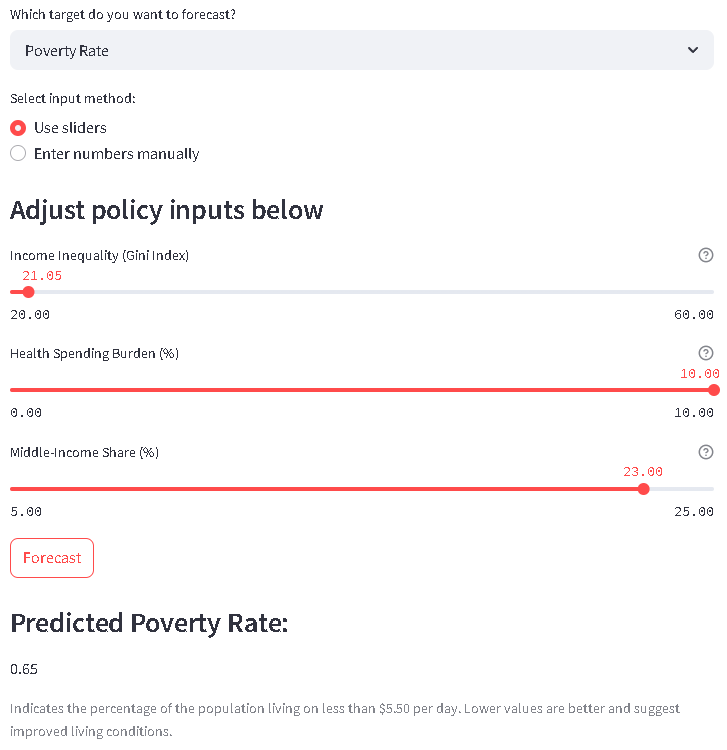 Which target do you want to forecast?
Poverty Rate
Select input method:
Use sliders
Enter numbers manually
Adjust policy inputs below
Income Inequality (Gini Index)
21.05
20.00 60.00
Health Spending Burden (%)
10.00
0.00 10.00
Middle-Income Share (%)
23.00
5.00 25.00
Forecast
Predicted Poverty Rate:
0.65
Indicates the percentage of the population living on less than $5.50 per day. Lower values are better and suggest
improved living conditions.